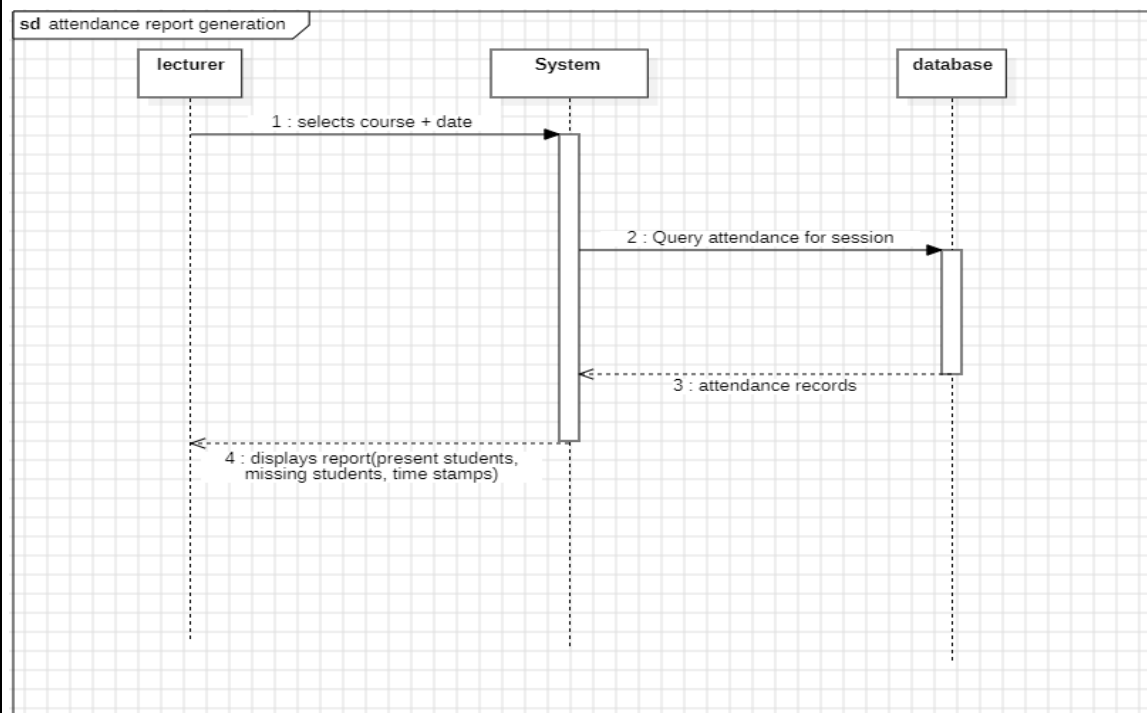 sd attendance report generation
lecturer
System
database
1 : selects course + date
2 : Query attendance for session
3 : attendance records
4 : displays report(present students,
missing students, time stamps)